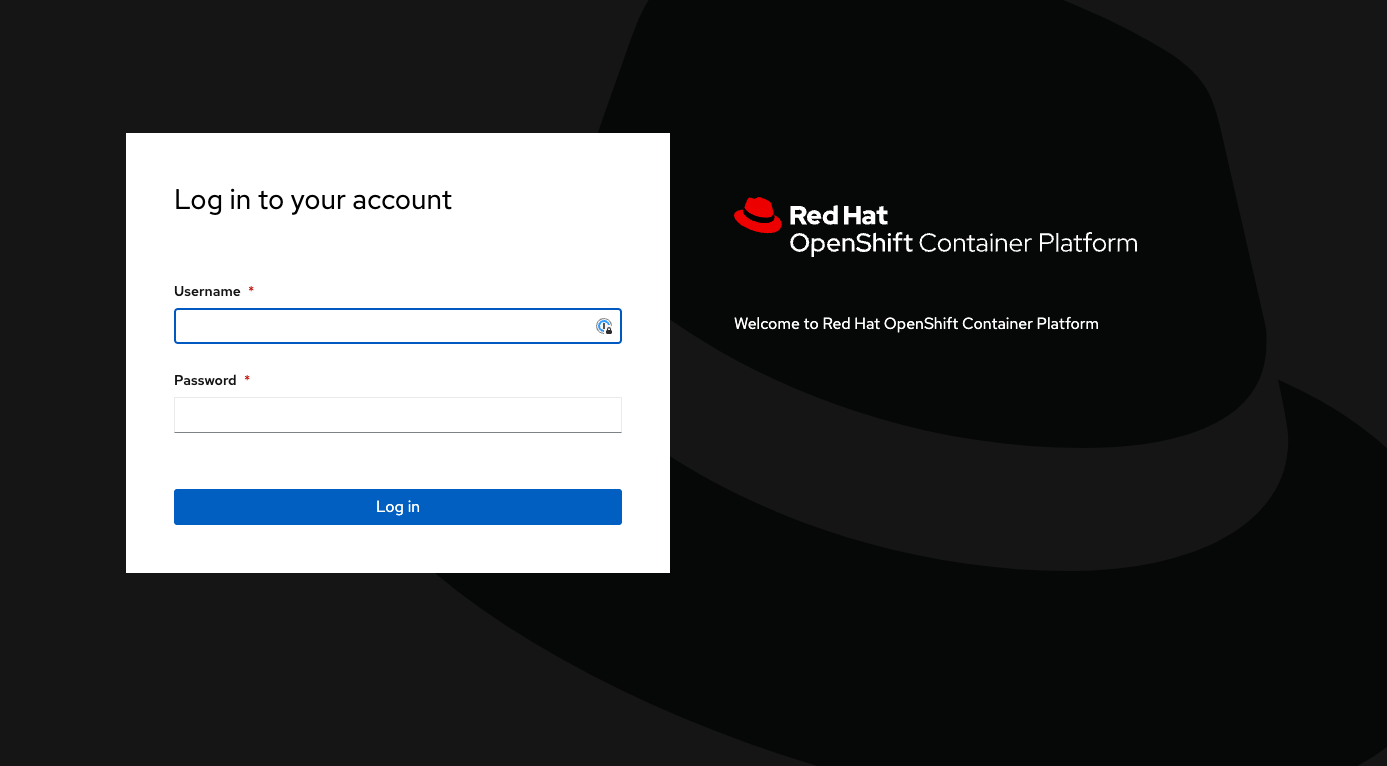 Log in to your account
Username *
Password *
Log in
Red Hat
OpenShift Container Platform
Welcome to Red Hat OpenShift Container Platform